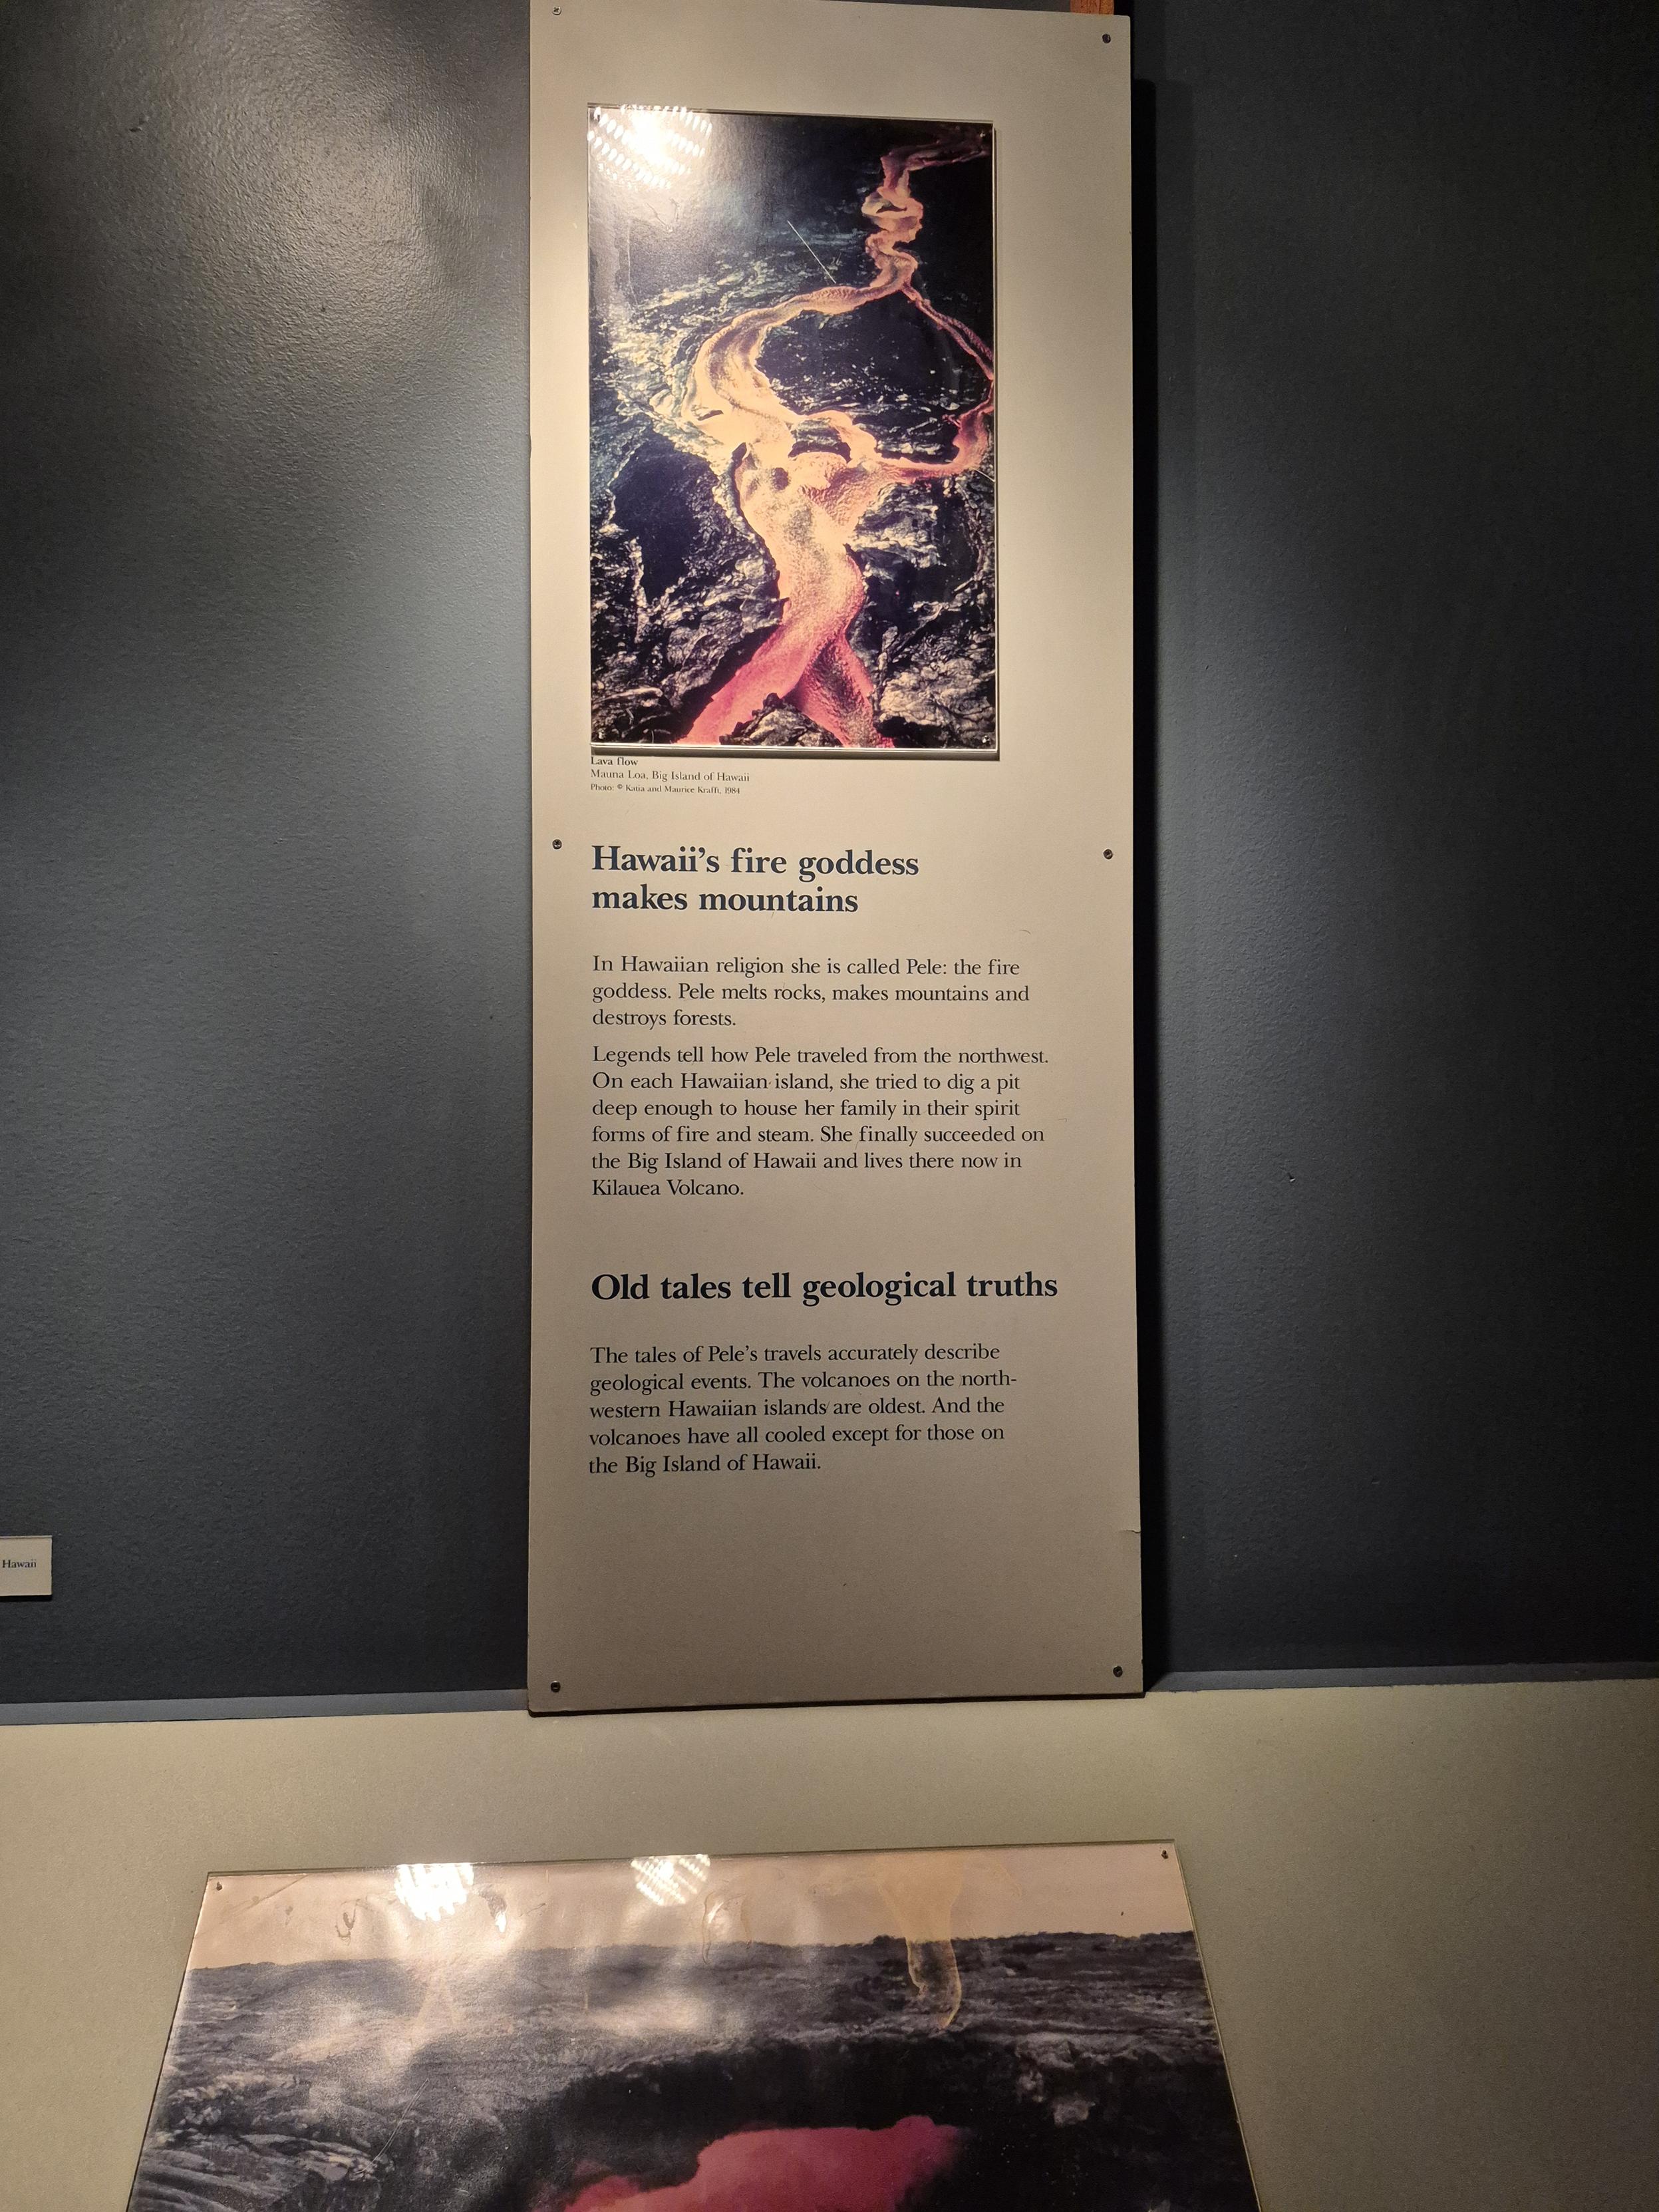 Lava flow
Mauna Loa, Big Island of Hawaii
Photo: © Katia and Maurice Krafft, 1984
Hawaii's fire goddess
makes mountains
In Hawaiian religion she is called Pele: the fire
goddess. Pele melts rocks, makes mountains and
destroys forests.
Legends tell how Pele traveled from the northwest.
On each Hawaiian island, she tried to dig a pit
deep enough to house her family in their spirit
forms of fire and steam. She finally succeeded on
the Big Island of Hawaii and lives there now in
Kilauea Volcano.
Old tales tell geological truths
The tales of Pele's travels accurately describe
geological events. The volcanoes on the north-
western Hawaiian islands are oldest. And the
volcanoes have all cooled except for those on
the Big Island of Hawaii.
Hawaii